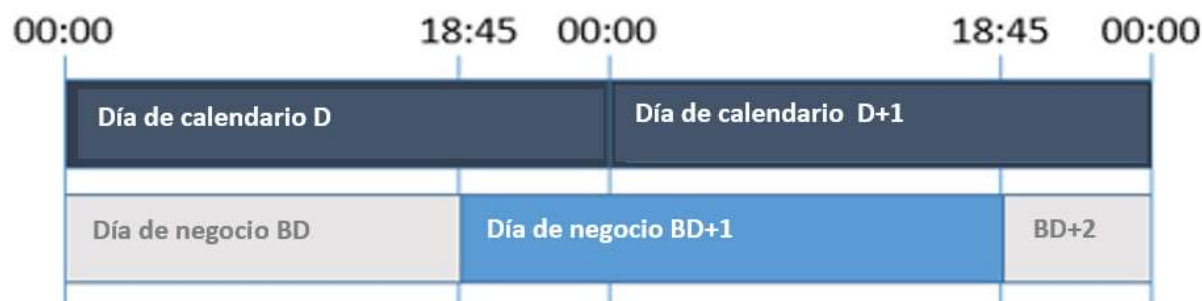 00:00 18:45 00:00 18:45 00:00
Día de calendario D Día de calendario D+1
Día de negocio BD Día de negocio BD+1 BD+2